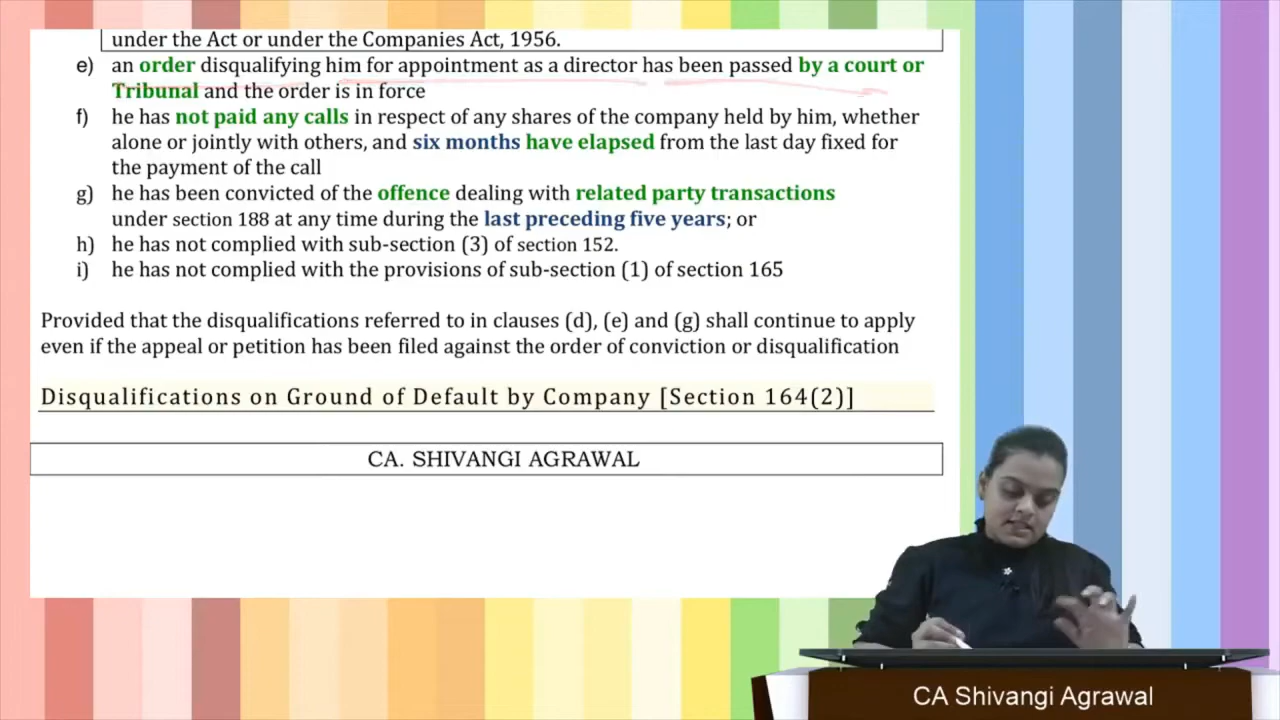 under the Act or under the Companies Act, 1956.
e) an order disqualifying him for appointment as a director has been passed by a court or
Tribunal and the order is in force
f) he has not paid any calls in respect of any shares of the company held by him, whether
alone or jointly with others, and six months have elapsed from the last day fixed for
the payment of the call
g) he has been convicted of the offence dealing with related party transactions
under section 188 at any time during the last preceding five years; or
h) he has not complied with sub-section (3) of section 152.
i) he has not complied with the provisions of sub-section (1) of section 165
Provided that the disqualifications referred to in clauses (d), (e) and (g) shall continue to apply
even if the appeal or petition has been filed against the order of conviction or disqualification
Disqualifications on Ground of Default by Company [Section 164(2)]
CA. SHIVANGI AGRAWAL
CA Shivangi Agrawal